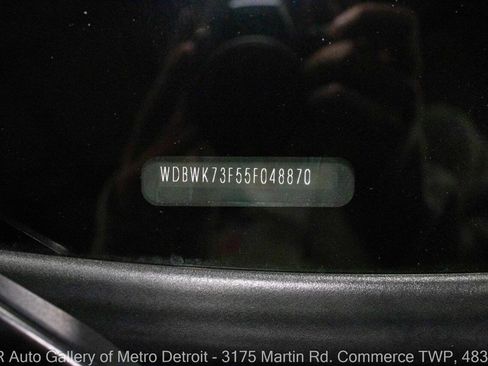 WDBWK73F55F048870
R Auto Gallery of Metro Detroit - 3175 Martin Rd. Commerce TWP, 483